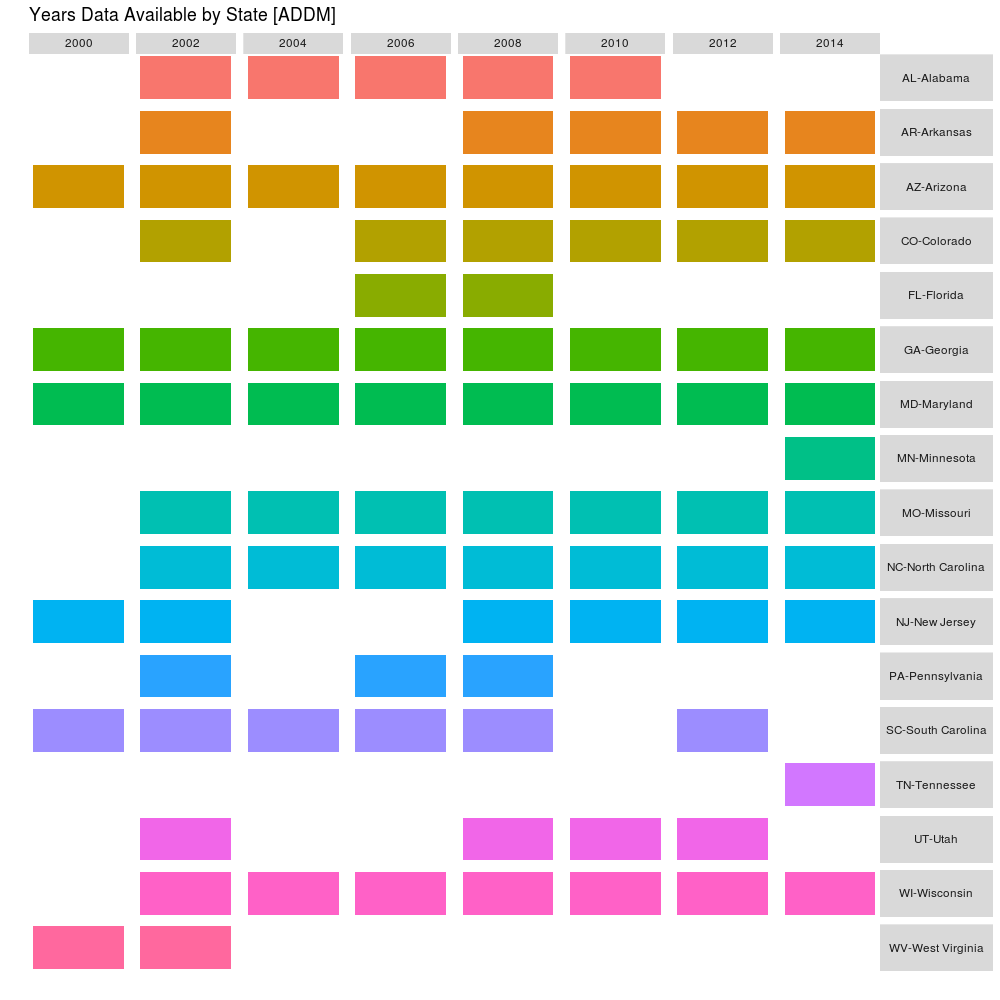 Years Data Available by State [ADDM]
2000 2002 2004 2006 2008 2010 2012 2014
AL-Alabama
AR-Arkansas
AZ-Arizona
CO-Colorado
FL-Florida
GA-Georgia
MD-Maryland
MN-Minnesota
MO-Missouri
NC-North Carolina
NJ-New Jersey
PA-Pennsylvania
SC-South Carolina
TN-Tennessee
UT-Utah
WI-Wisconsin
WV-West Virginia